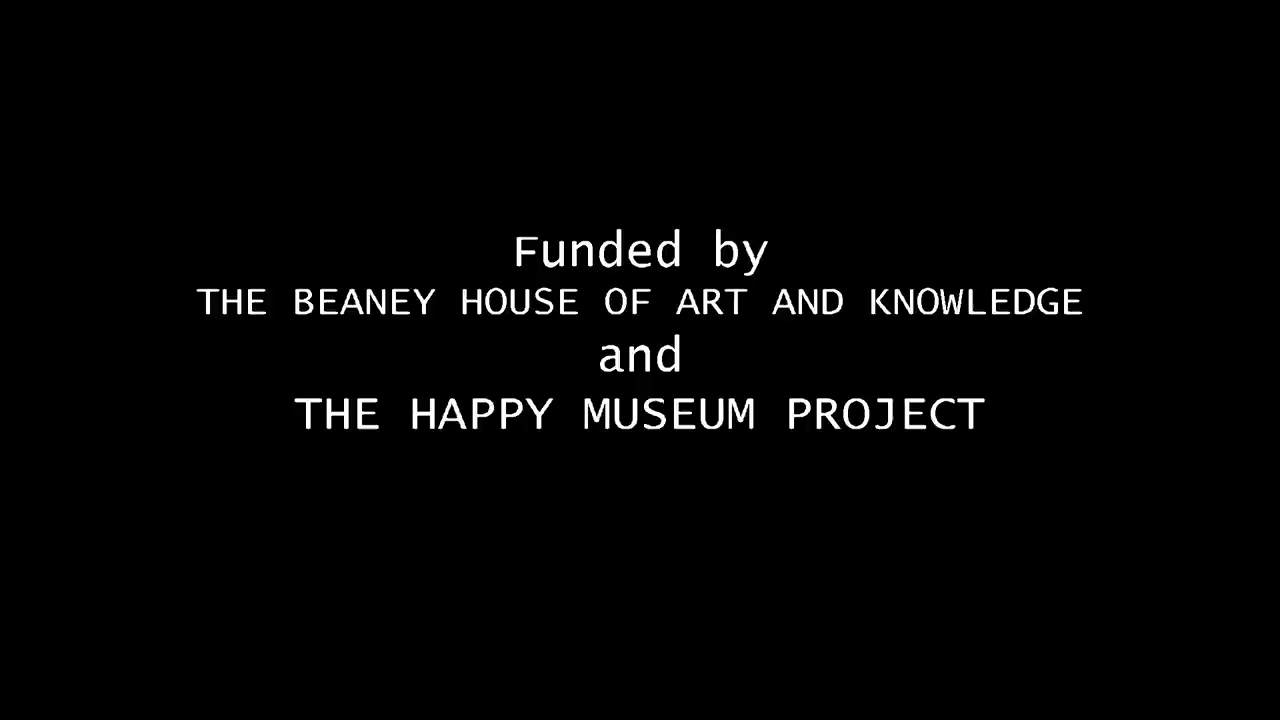 Funded by
THE BEANEY HOUSE OF ART AND KNOWLEDGE
and
THE HAPPY MUSEUM PROJECT